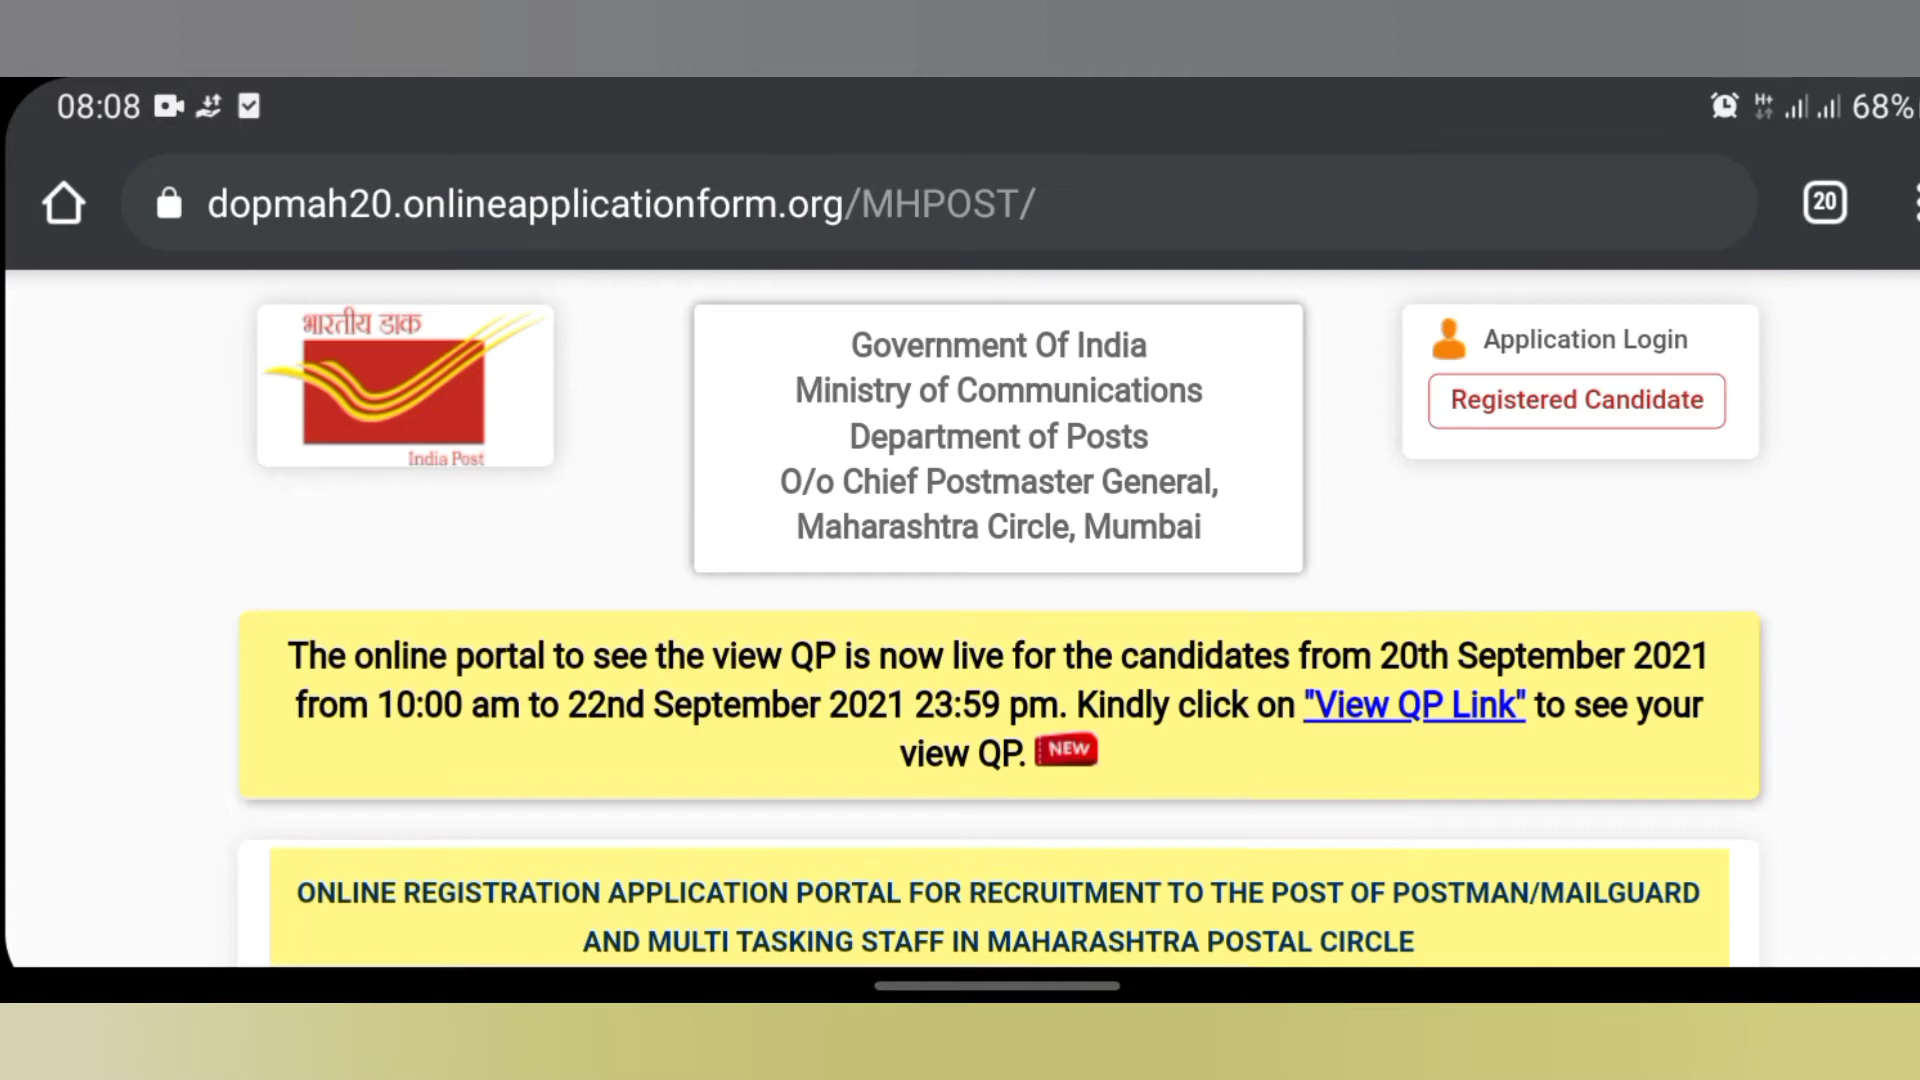 08:08
H+
68%
dopmah20.onlineapplicationform.org/MHPOST/
20
भारतीय डाक
India Post
Government Of India
Ministry of Communications
Department of Posts
O/o Chief Postmaster General,
Maharashtra Circle, Mumbai
Application Login
Registered Candidate
The online portal to see the view QP is now live for the candidates from 20th September 2021
from 10:00 am to 22nd September 2021 23:59 pm. Kindly click on "View QP Link" to see your
view QP. NEW
ONLINE REGISTRATION APPLICATION PORTAL FOR RECRUITMENT TO THE POST OF POSTMAN/MAILGUARD
AND MULTI TASKING STAFF IN MAHARASHTRA POSTAL CIRCLE